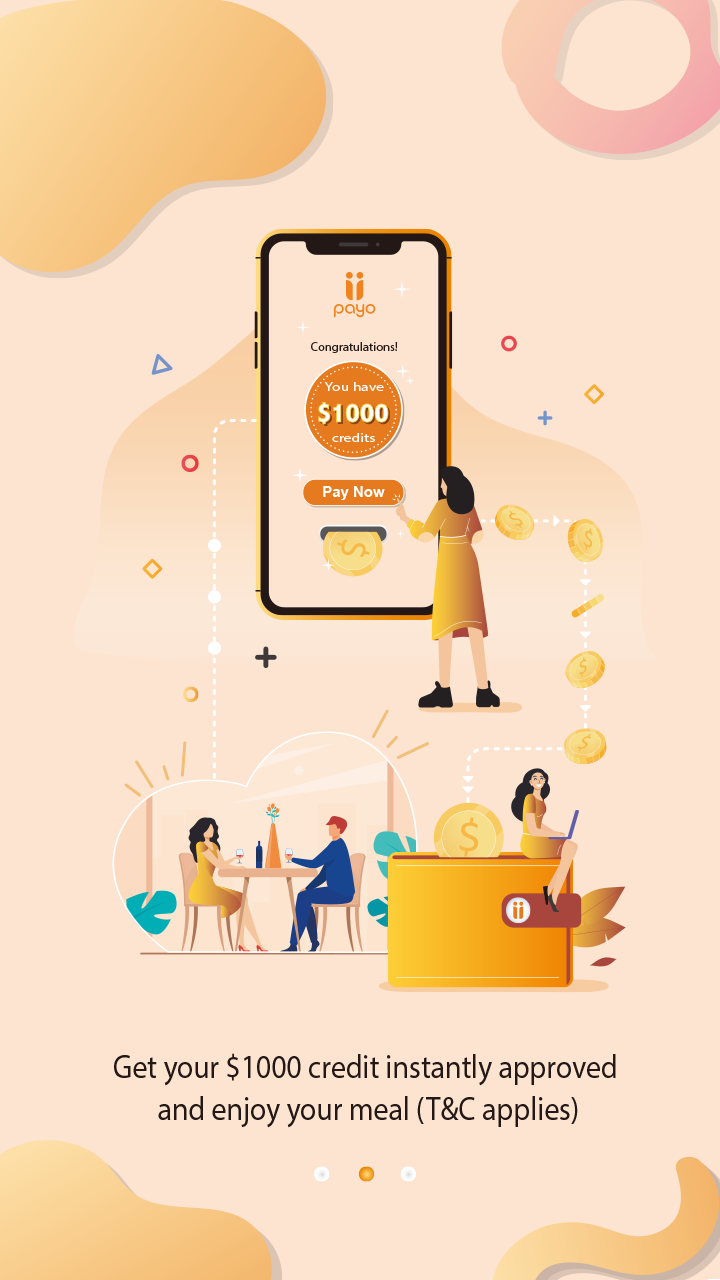 payo
Congratulations!
You have
$1000
credits
Pay Now
Get your $1000 credit instantly approved
and enjoy your meal (T&C applies)